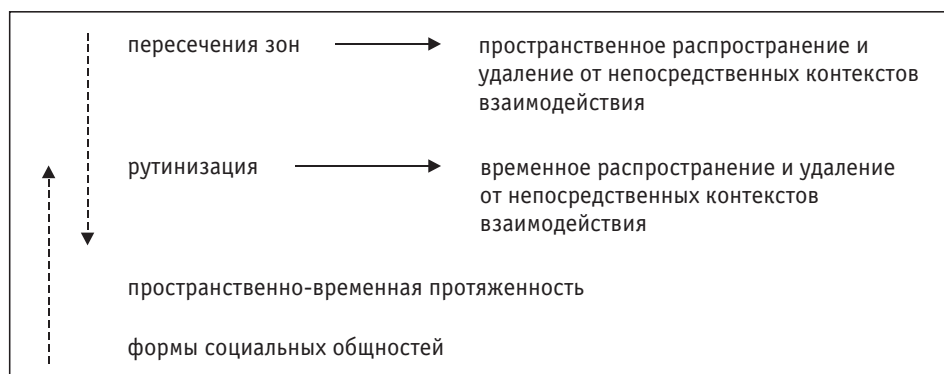 пересечения зон
пространственное распространение и
удаление от непосредственных контекстов
взаимодействия
рутинизация
временное распространение и удаление
от непосредственных контекстов
взаимодействия
пространственно-временная протяженность
формы социальных общностей